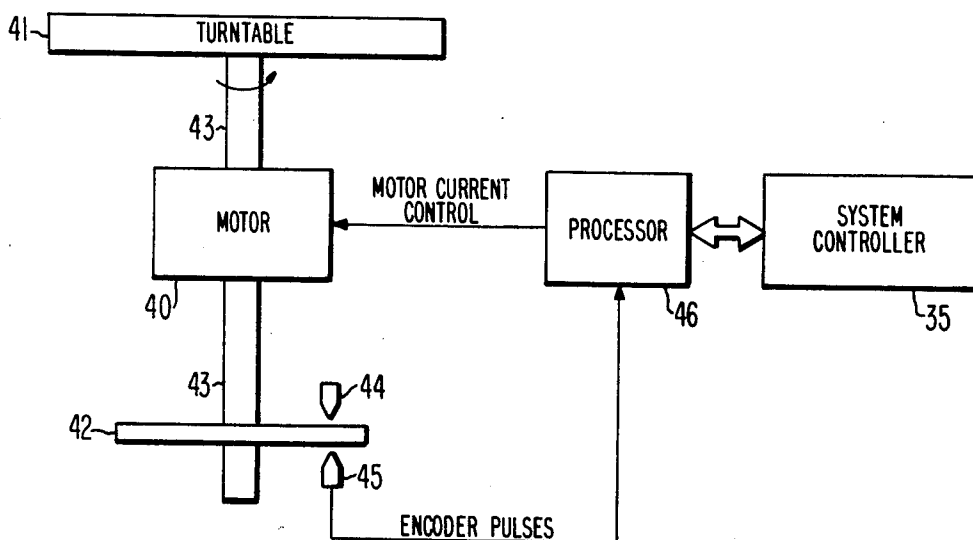 41
TURNTABLE
43
MOTOR
MOTOR CURRENT
CONTROL
PROCESSOR
SYSTEM
CONTROLLER
40
46
35
43
44
42
45
ENCODER PULSES